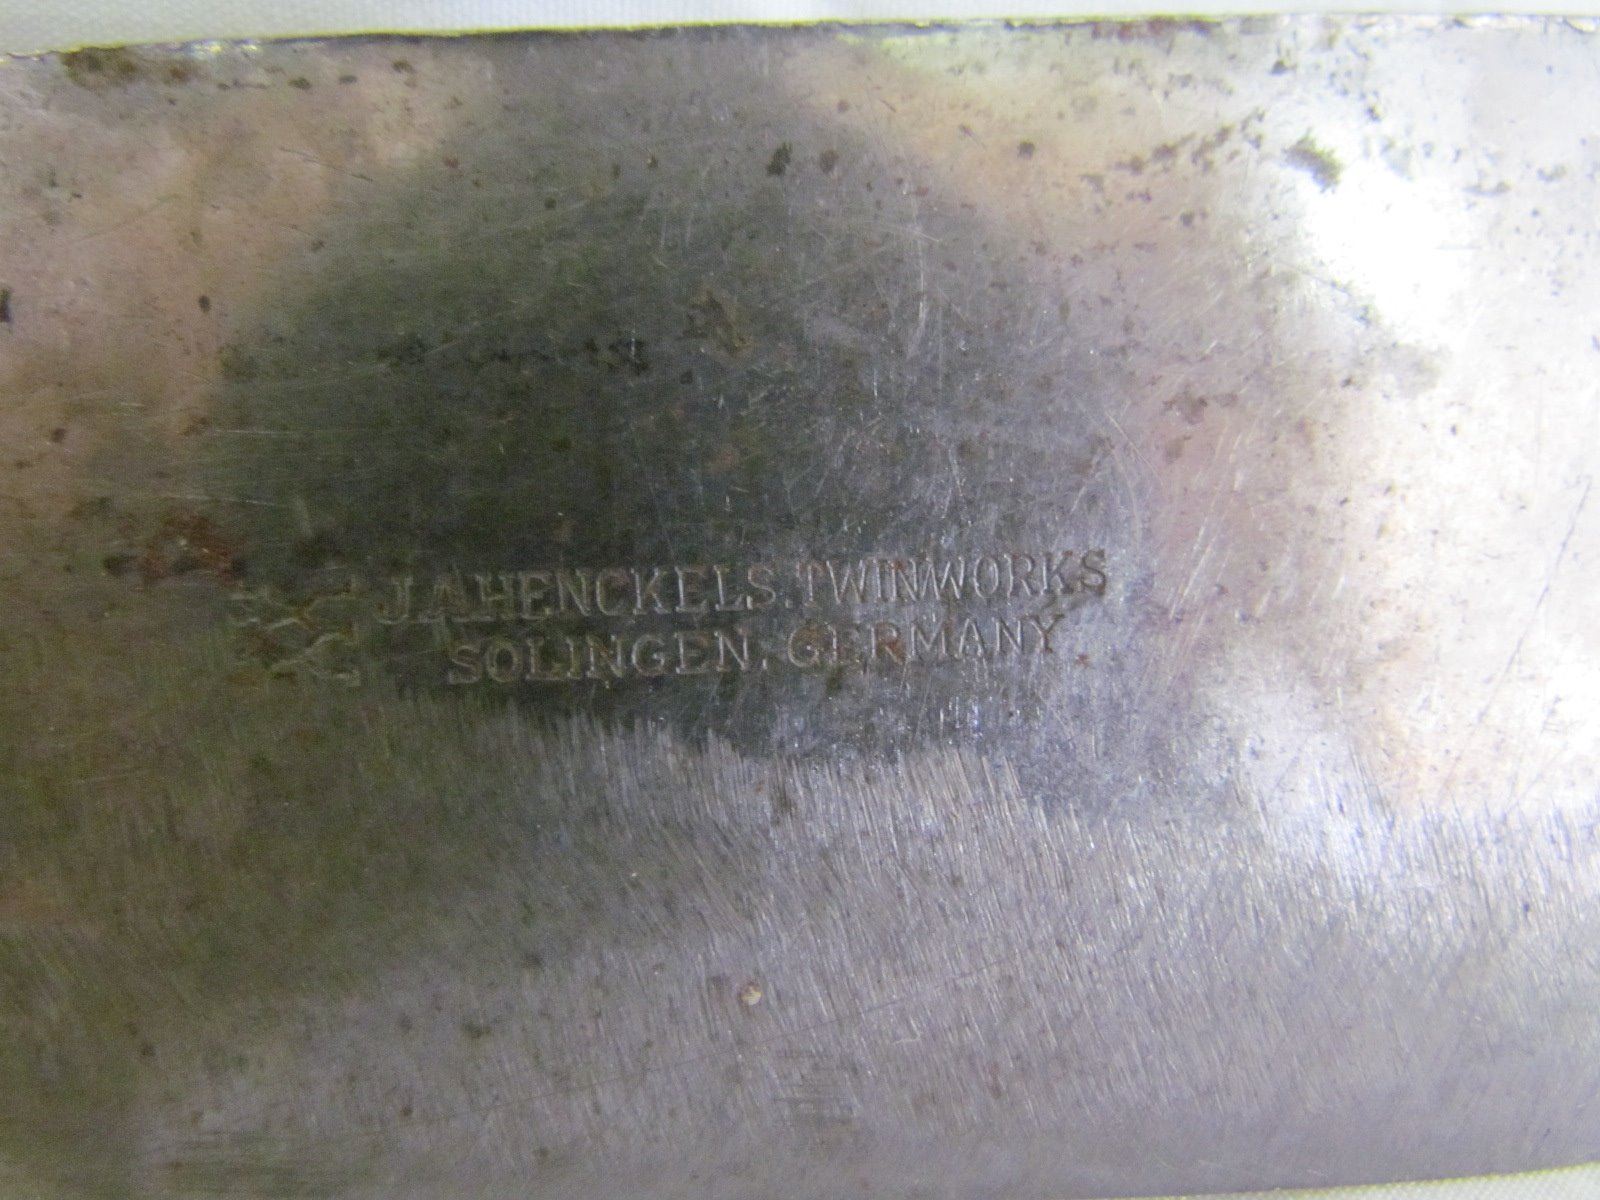 J.A.HENCKELS.TWINWORKS
SOLINGEN, GERMANY.